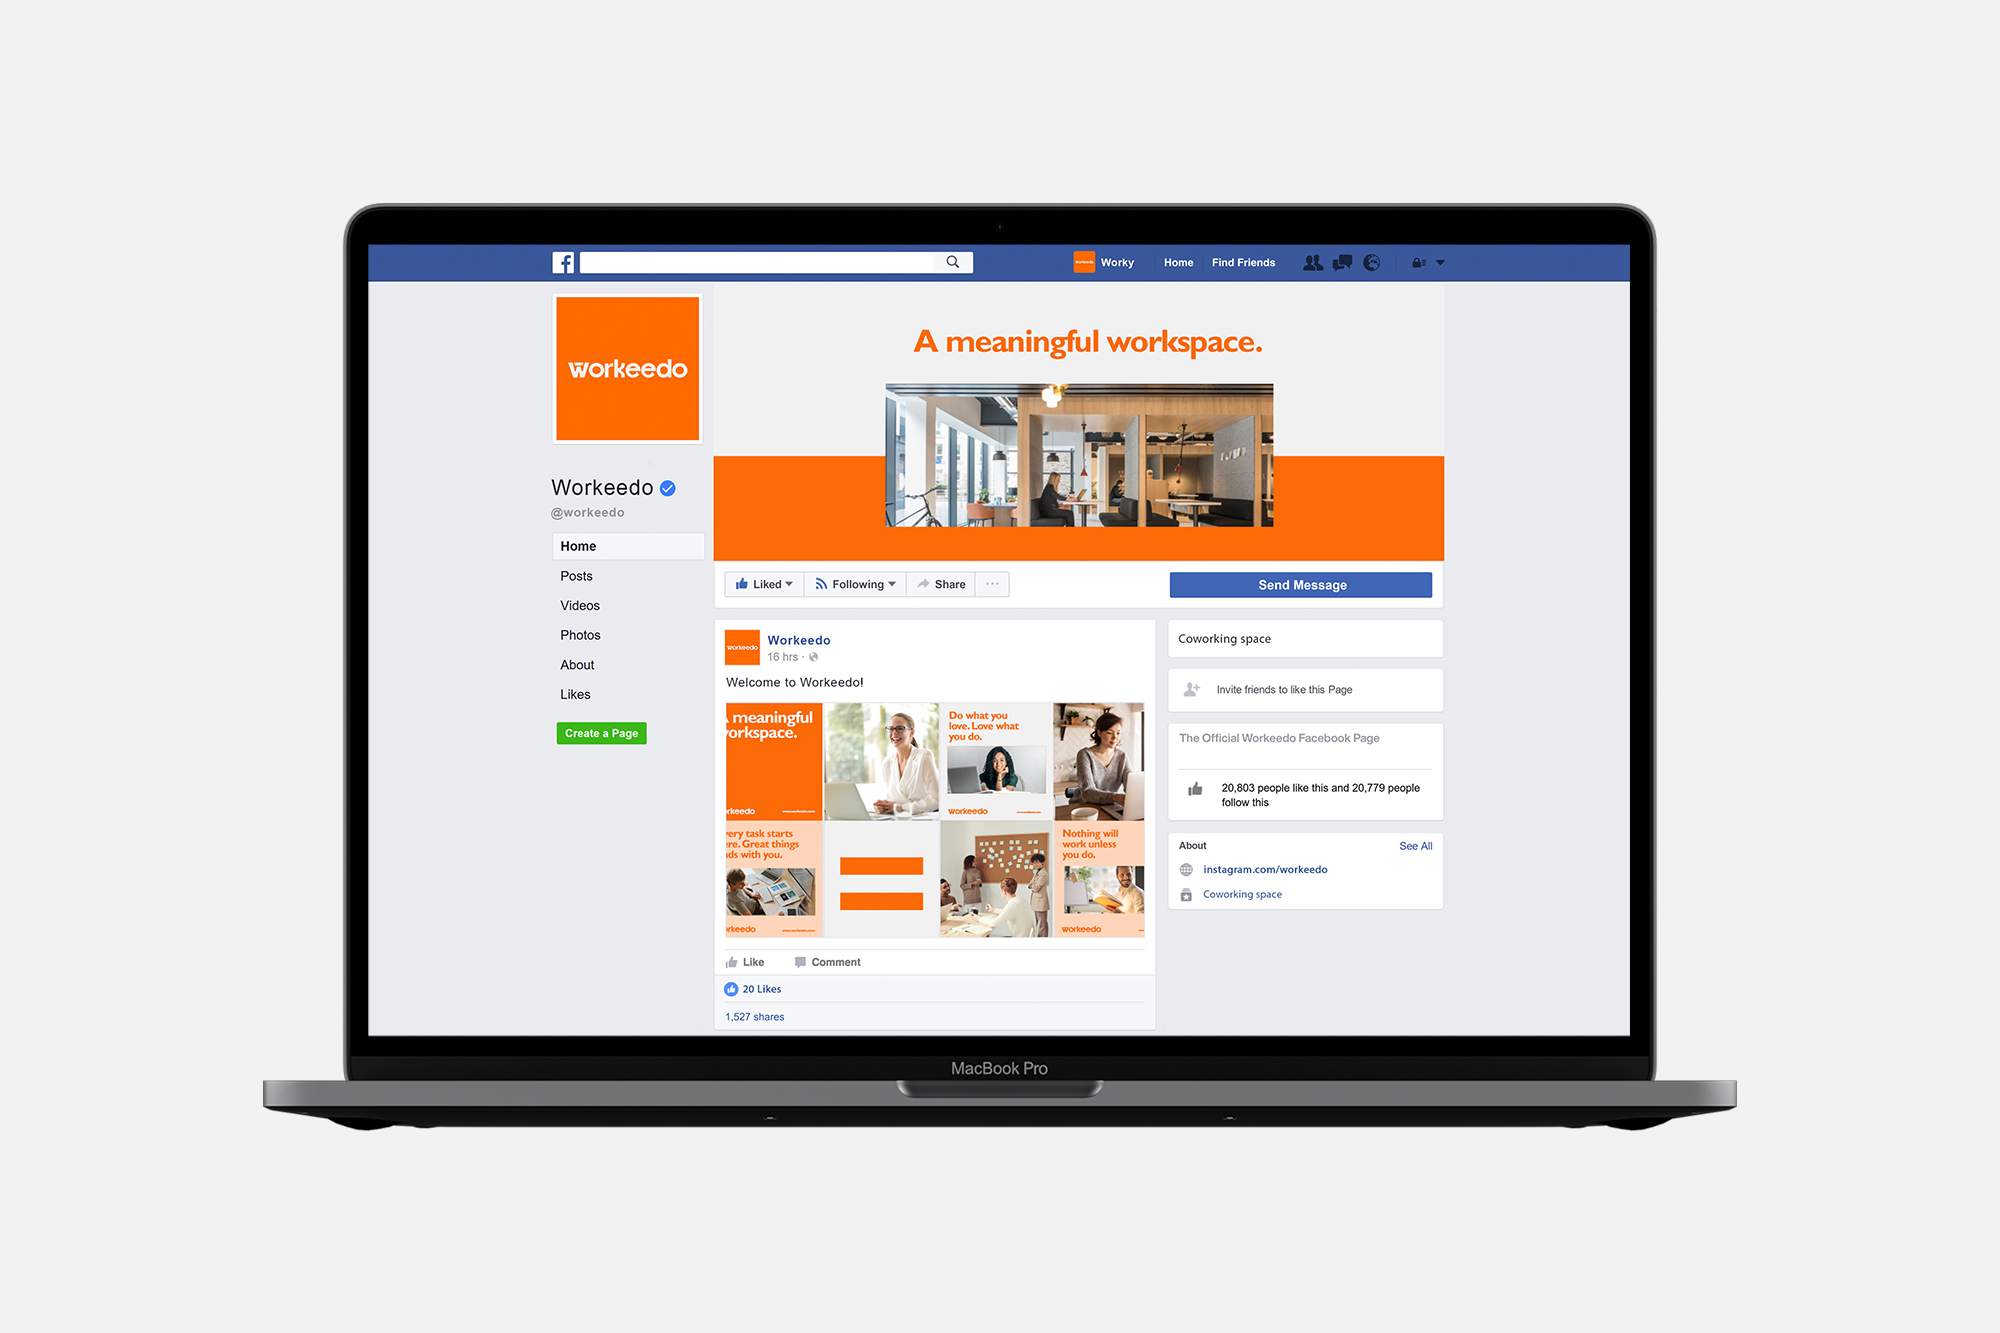 Worky
Home
Find Friends
workeedo
A meaningful workspace.
Workeedo
@workeedo
Home
Posts
Videos
Photos
About
Likes
Create a Page
Liked
Following
Share
Send Message
workeedo
Workeedo
16 hrs ·
Welcome to Workeedo!
A meaningful
workspace.
rkeedo
Do what you
love. Love what
you do.
workeedo
very task starts
ere. Great things
ds with you.
rkeedo
Nothing will
work unless
you do.
workeedo
Like
Comment
20 Likes
1,527 shares
Coworking space
Invite friends to like this Page
The Official Workeedo Facebook Page
20,803 people like this and 20,779 people
follow this
About
See All
instagram.com/workeedo
Coworking space
MacBook Pro